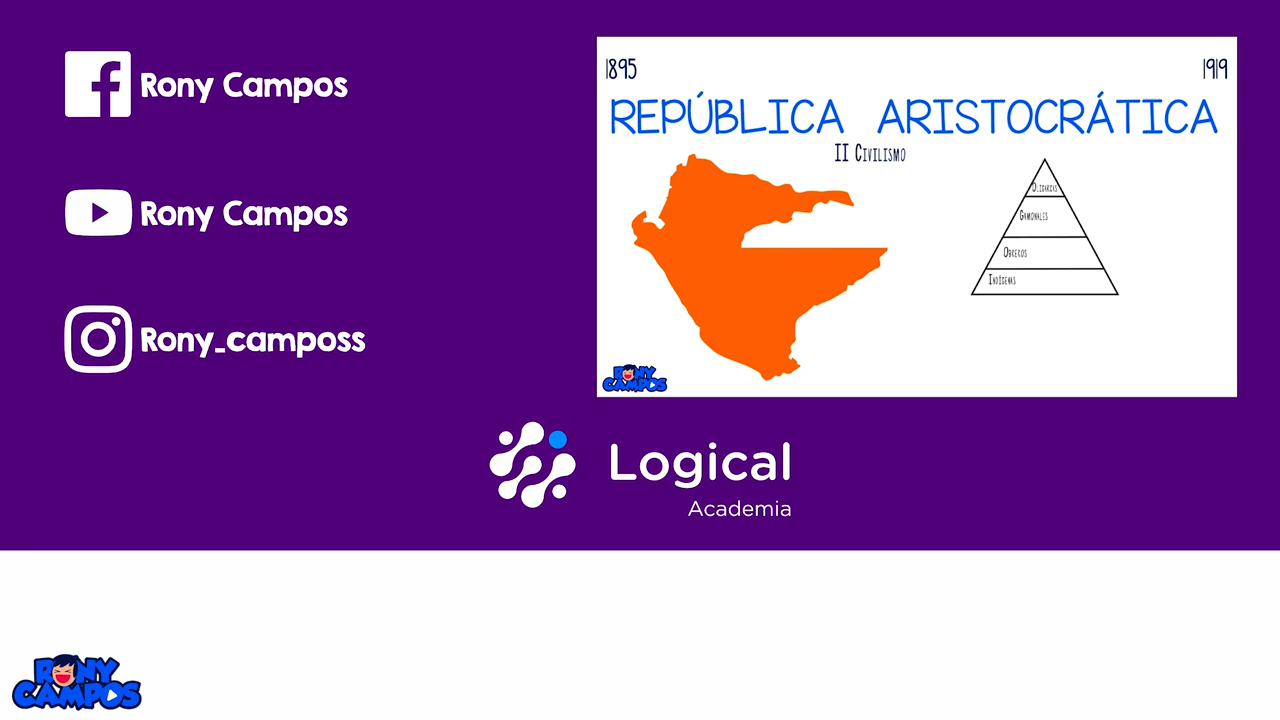 Rony Campos
Rony Campos
Rony_camposs
1895
1919
REPÚBLICA ARISTOCRÁTICA
II CIVILISMO
OLIGARCAS
GAMONALES
OBREROS
INDÍGENAS
RONY
CAMPOS
Logical
Academia
RONY
CAMPOS